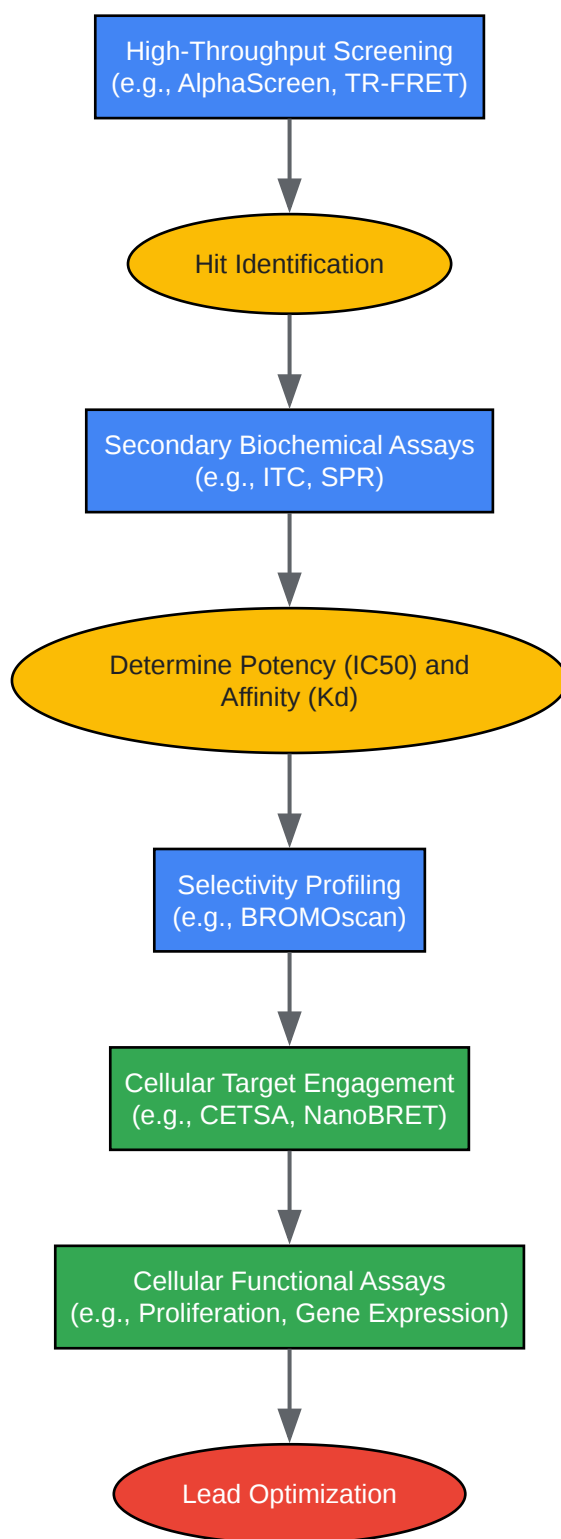 High-Throughput Screening
(e.g., AlphaScreen, TR-FRET)
Hit Identification
Secondary Biochemical Assays
(e.g., ITC, SPR)
Determine Potency (IC50) and
Affinity (Kd)
Selectivity Profiling
(e.g., BROMOscan)
Cellular Target Engagement
(e.g., CETSA, NanoBRET)
Cellular Functional Assays
(e.g., Proliferation, Gene Expression)
Lead Optimization